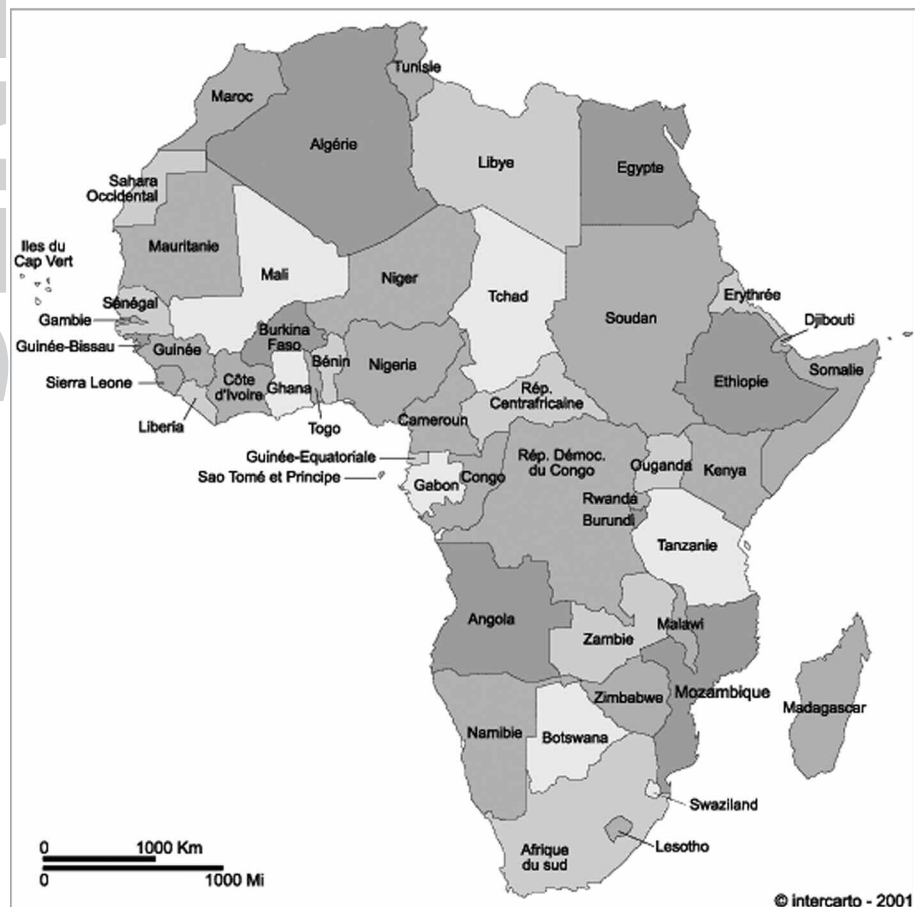 Tunisie
Maroc
Algérie
Libye
Egypte
Sahara
Occidental
Iles du
Cap Vert
Mauritanie
Mali
Niger
Tchad
Soudan
Erythrée
Djibouti
Sénégal
Gambie
Guinée-Bissau
Guinée
Burkina
Faso
Bénin
Nigeria
Ethiopie
Somalie
Sierra Leone
Côte
d'Ivoire
Ghana
Rép.
Centrafricaine
Liberia
Togo
Cameroun
Guinée-Equatoriale
Sao Tomé et Principe
Gabon
Congo
Rép. Démoc.
du Congo
Ouganda
Kenya
Rwanda
Burundi
Tanzanie
Angola
Zambie
Malawi
Mozambique
Zimbabwe
Madagascar
Namibie
Botswana
Swaziland
Lesotho
Afrique
du sud
0 1000 Km
0 1000 Mi
© intercarto - 2001